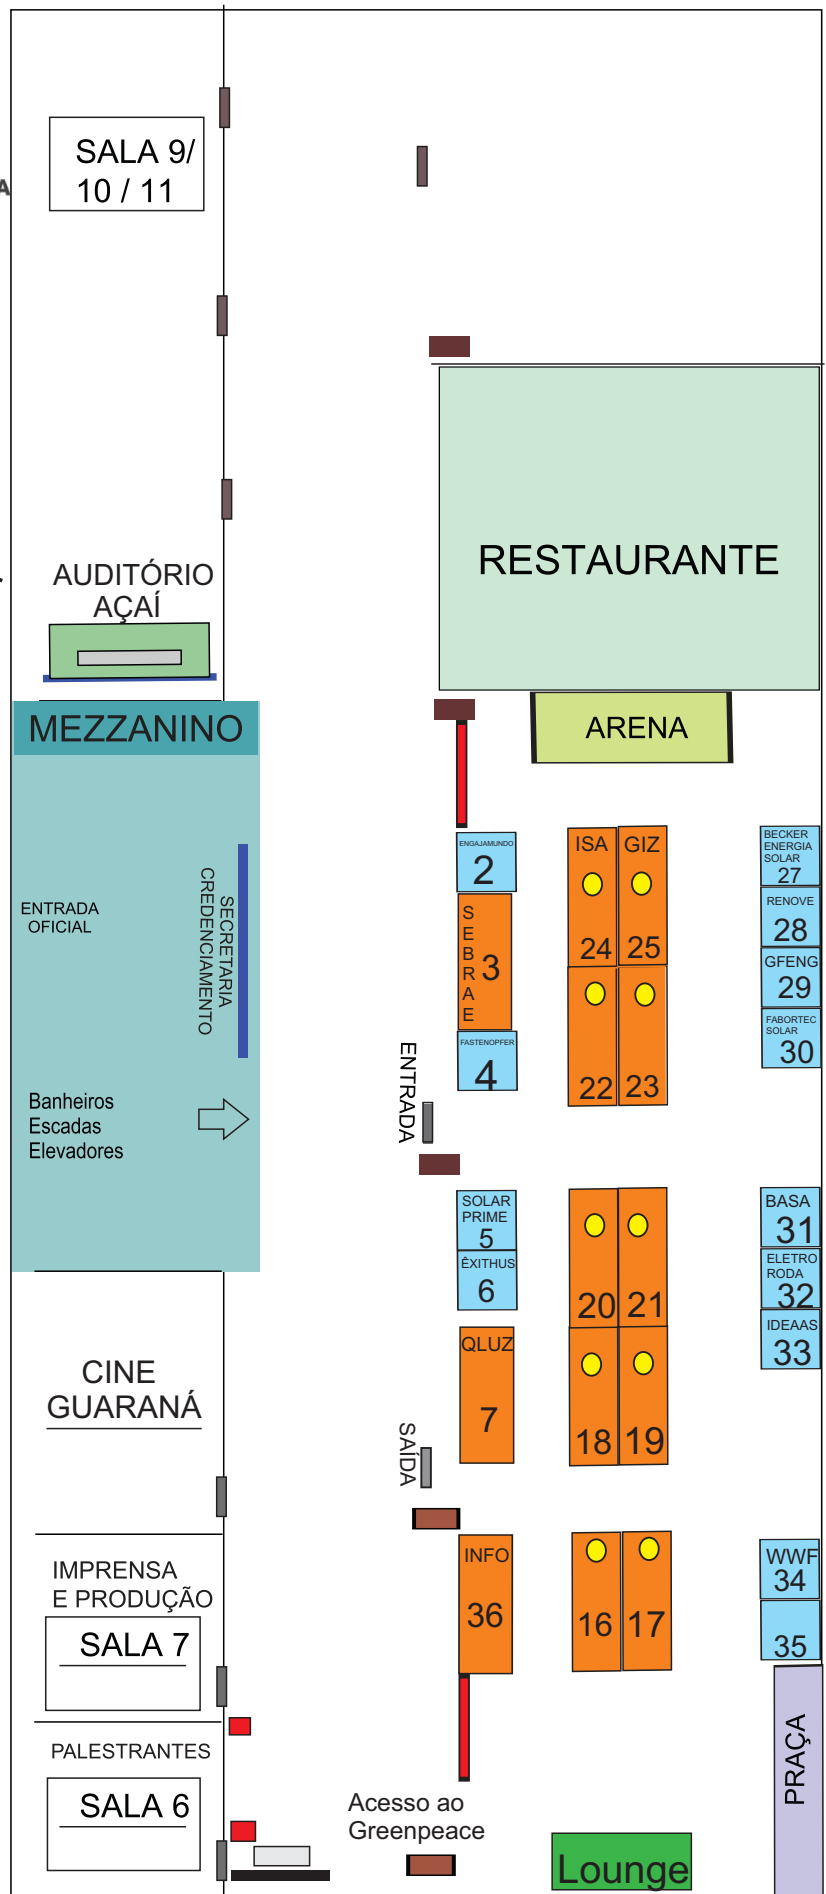 SALA 9/
10 / 11
A
AUDITÓRIO
AÇAÍ
RESTAURANTE
MEZZANINO
ARENA
ENTRADA
OFICIAL
SECRETARIA
CREDENCIAMENTO
Banheiros
Escadas
Elevadores
ENGAJAMUNDO
2
SEBRAE
3
FASTENOPFER
4
ENTRADA
ISA
24
GIZ
25
22
23
BECKER
ENERGIA
SOLAR
27
RENOVE
28
GFENG
29
FABORTEC
SOLAR
30
SOLAR
PRIME
5
ÊXITHUS
6
QLUZ
7
SAÍDA
20
21
18
19
BASA
31
ELETRO
RODA
32
IDEAAS
33
CINE
GUARANÁ
IMPRENSA
E PRODUÇÃO
SALA 7
PALESTRANTES
SALA 6
INFO
36
16
17
WWF
34
35
PRAÇA
Acesso ao
Greenpeace
Lounge